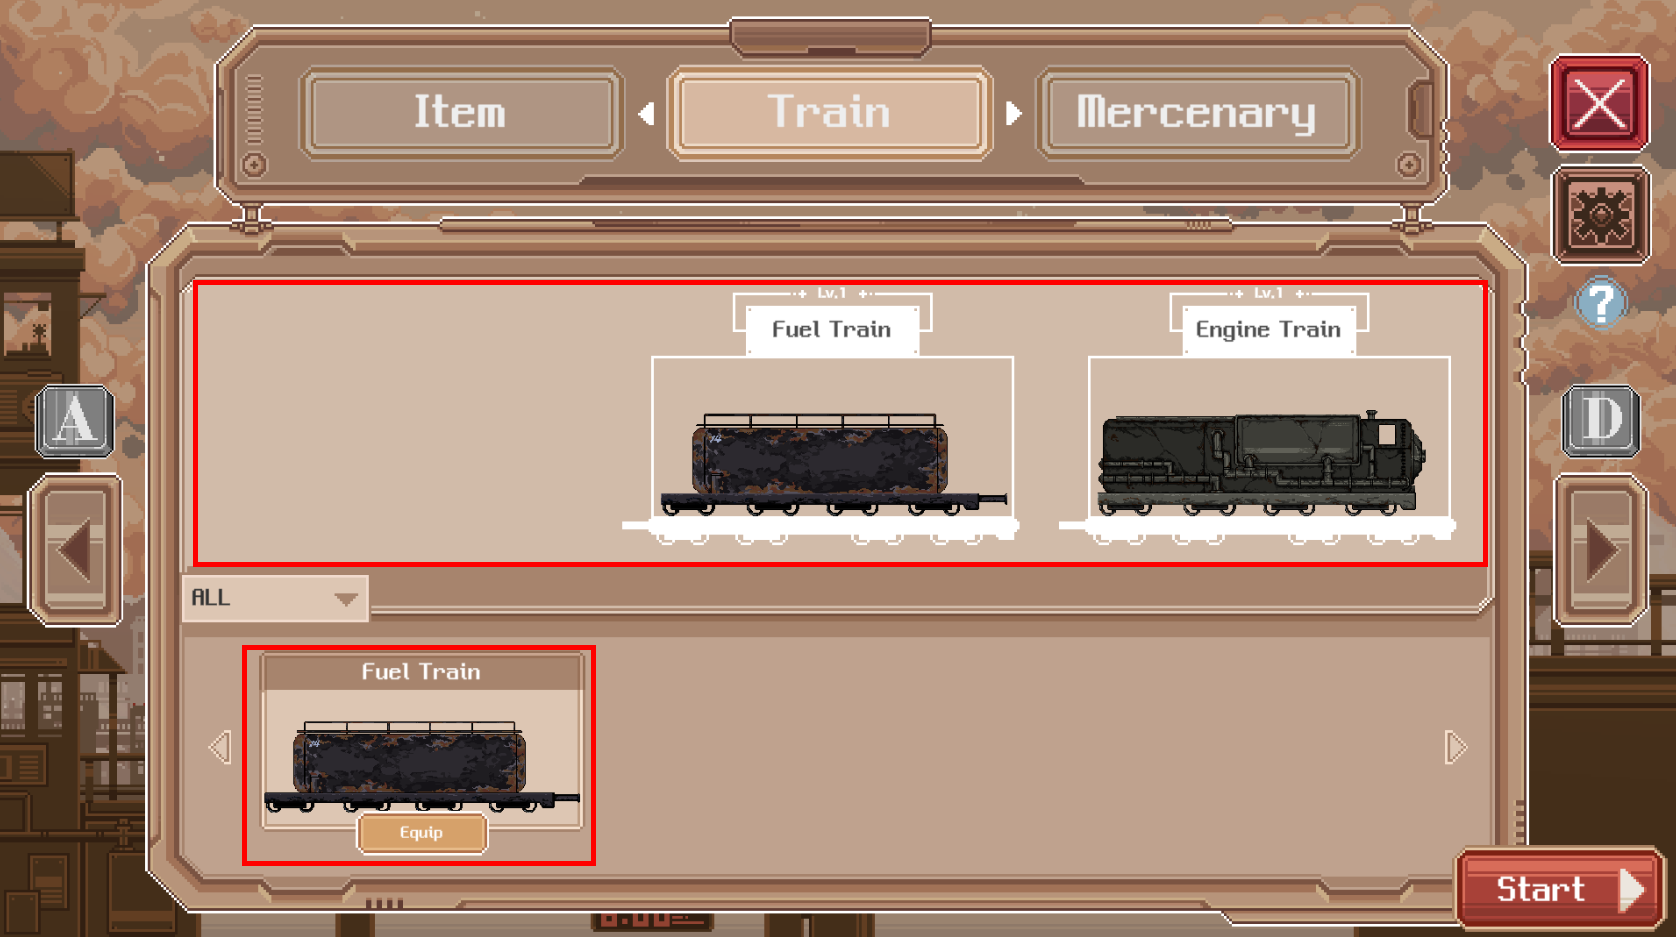 Item
Train
Mercenary
Lv.1
Fuel Train
Lv.1
Engine Train
A
D
ALL
Fuel Train
Equip
Start
?